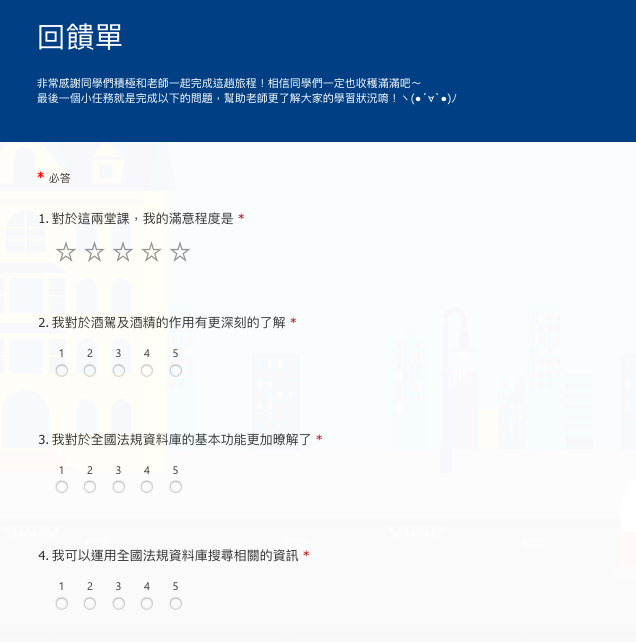 回饋單
非常感謝同學們積極和老師一起完成這趟旅程！相信同學們一定也收穫滿滿吧～
最後一個小任務就是完成以下的問題，幫助老師更了解大家的學習狀況唷！ヽ(●´∀`●)ﾉ
* 必答
1. 對於這兩堂課，我的滿意程度是 *
2. 我對於酒駕及酒精的作用有更深刻的了解 *
1 2 3 4 5
3. 我對於全國法規資料庫的基本功能更加暸解了 *
1 2 3 4 5
4. 我可以運用全國法規資料庫搜尋相關的資訊 *
1 2 3 4 5